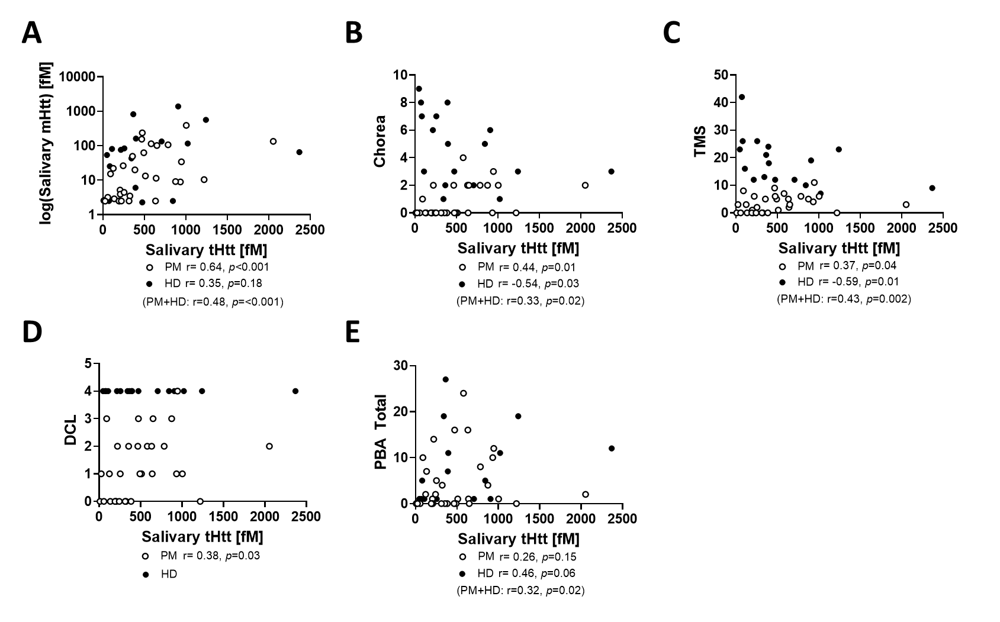 A
log(Salivary mHtt) [fM]
10000
1000
100
10
1
0 500 1000 1500 2000 2500
Salivary tHtt [fM]
PM r= 0.64, p<0.001
HD r= 0.35, p=0.18
(PM+HD: r=0.48, p=<0.001)
B
Chorea
10
8
6
4
2
0
0 500 1000 1500 2000 2500
Salivary tHtt [fM]
PM r= 0.44, p=0.01
HD r= -0.54, p=0.03
(PM+HD: r=0.33, p=0.02)
C
TMS
50
40
30
20
10
0
0 500 1000 1500 2000 2500
Salivary tHtt [fM]
PM r= 0.37, p=0.04
HD r= -0.59, p=0.01
(PM+HD: r=0.43, p=0.002)
D
DCL
5
4
3
2
1
0
0 500 1000 1500 2000 2500
Salivary tHtt [fM]
PM r= 0.38, p=0.03
HD
E
PBA Total
30
20
10
0
0 500 1000 1500 2000 2500
Salivary tHtt [fM]
PM r= 0.26, p=0.15
HD r= 0.46, p=0.06
(PM+HD: r=0.32, p=0.02)